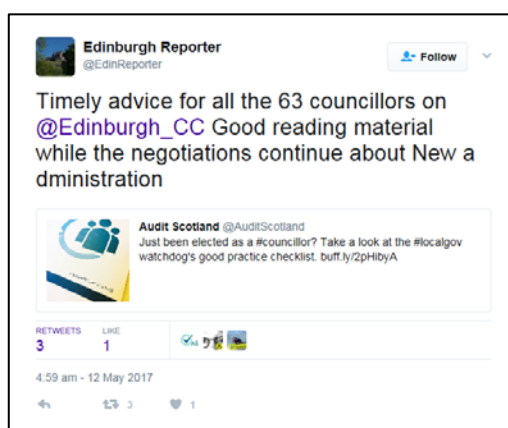 Edinburgh Reporter
@EdinReporter
Follow
Timely advice for all the 63 councillors on
@Edinburgh_CC Good reading material
while the negotiations continue about New a
dministration
Audit Scotland @AuditScotland
Just been elected as a #councillor? Take a look at the #localgov
watchdog's good practice checklist. buff.ly/2pHibyA
RETWEETS LIKE
3 1
4:59 am - 12 May 2017
3 1